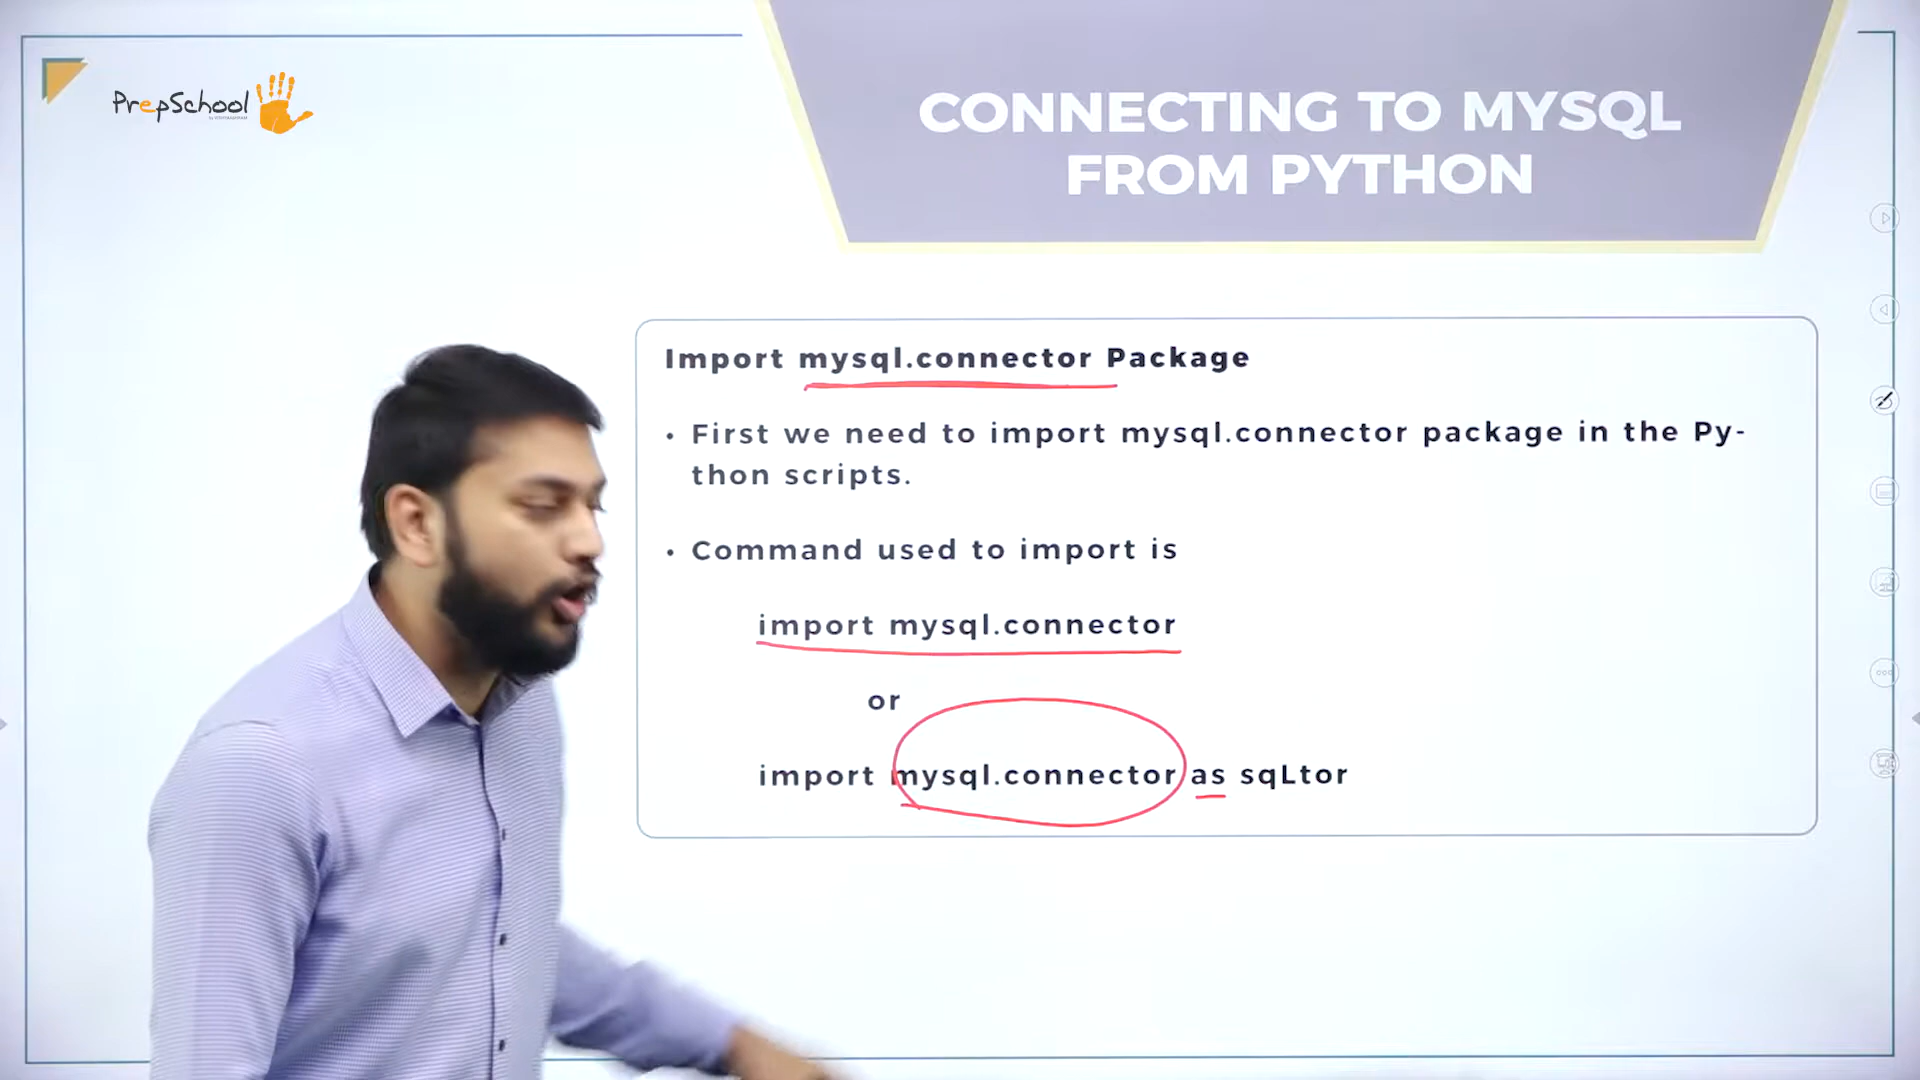 PrepSchool
CONNECTING TO MYSQL
FROM PYTHON
Import mysql.connector Package
• First we need to import mysql.connector package in the Py-
thon scripts.
• Command used to import is
import mysql.connector
or
import mysql.connector as sqLtor